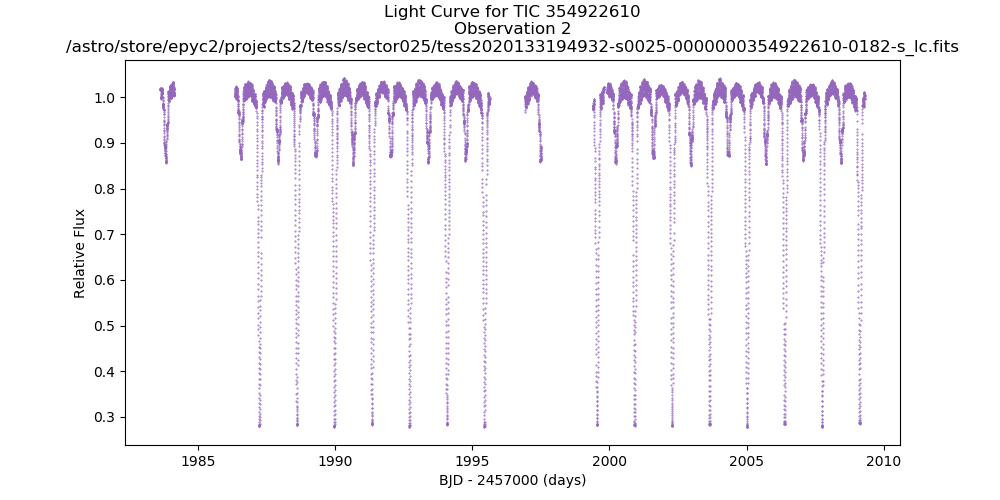 Light Curve for TIC 354922610
Observation 2
/astro/store/epyc2/projects2/tess/sector025/tess2020133194932-s0025-0000000354922610-0182-s_lc.fits
Relative Flux
1.0
0.9
0.8
0.7
0.6
0.5
0.4
0.3
1985
1990
1995
2000
2005
2010
BJD - 2457000 (days)